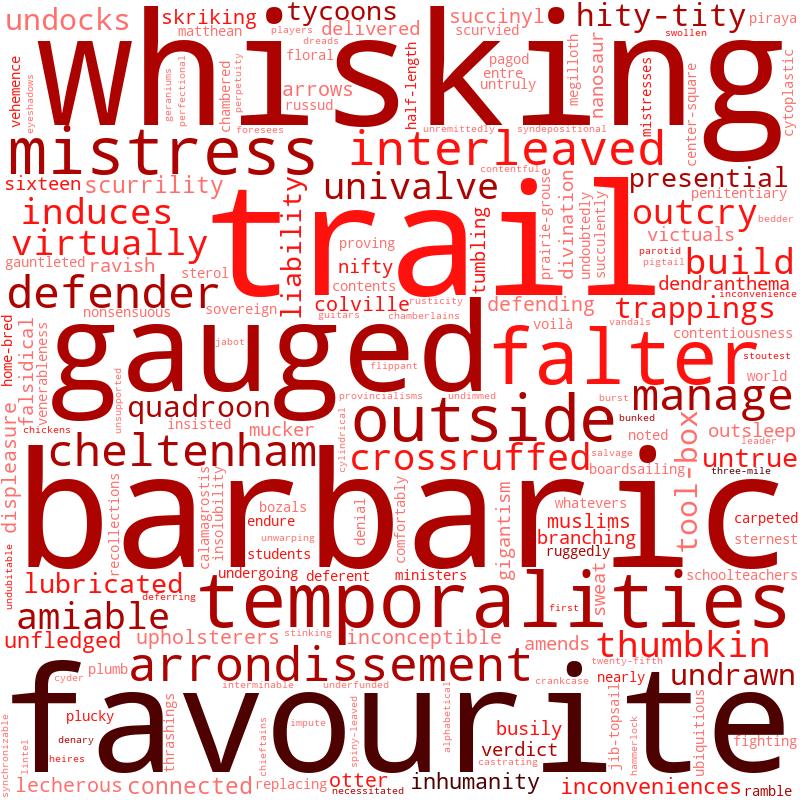 undocks
skriking
tycoons
succinyl
hity-tity
piraya
matthean
players
delivered
scurvied
swollen
dreads
whisking
vehemence
eyeshadows
geraniums
perfectional
chambered
perpetuity
floral
arrows
russud
half-length
pagod
entre
untruly
megilloth
nanosaur
mistresses
center-square
cytoplastic
foresees
unremittedly
syndepositional
mistress
interleaved
contentful
sixteen
scurrility
univalve
presential
penitentiary
induces
liability
trail
outcry
bedder
virtually
proving
tumbling
prairie-grouse
divination
undoubtedly
succulently
victuals
parotid
pigtail
build
gauntleted
ravish
sterol
nifty
contents
dendranthema
inconvenience
defender
sovereign
colville
rusticity
defending
trappings
nonsensuous
guitars
chamberlains
voilà
vandals
contentiousness
home-bred
falsidical
venerableness
gauged
jabot
falter
stoutest
flippant
world
unsupported
provincialisms
undimmed
burst
manage
quadroon
outside
bunked
chickens
insisted
mucker
cylindrical
noted
tool-box
outsleep
leader
displeasure
cheltenham
crossruffed
salvage
boardsailing
untrue
three-mile
barbaric
recollections
calamagrostis
insolubility
bozals
endure
denial
comfortably
gigantism
whatevers
muslims
branching
carpeted
sternest
unwarping
students
ruggedly
undubitable
undergoing
deferent
ministers
schoolteachers
lubricated
deferring
temporalities
first
sweat
amiable
unfledged
upholsterers
stinking
inconceptible
amends
thumbkin
cyder
plumb
arrondissement
twenty-fifth
crankcase
nearly
undrawn
interminable
underfunded
favourite
synchronizable
lintel
plucky
denary
heires
thrashings
chieftains
impute
spiny-leaved
alphabetical
busily
verdict
castrating
jib-topsail
hammerlock
ubiquitious
fighting
lecherous
connected
replacing
otter
necessitated
inhumanity
inconveniences
ramble